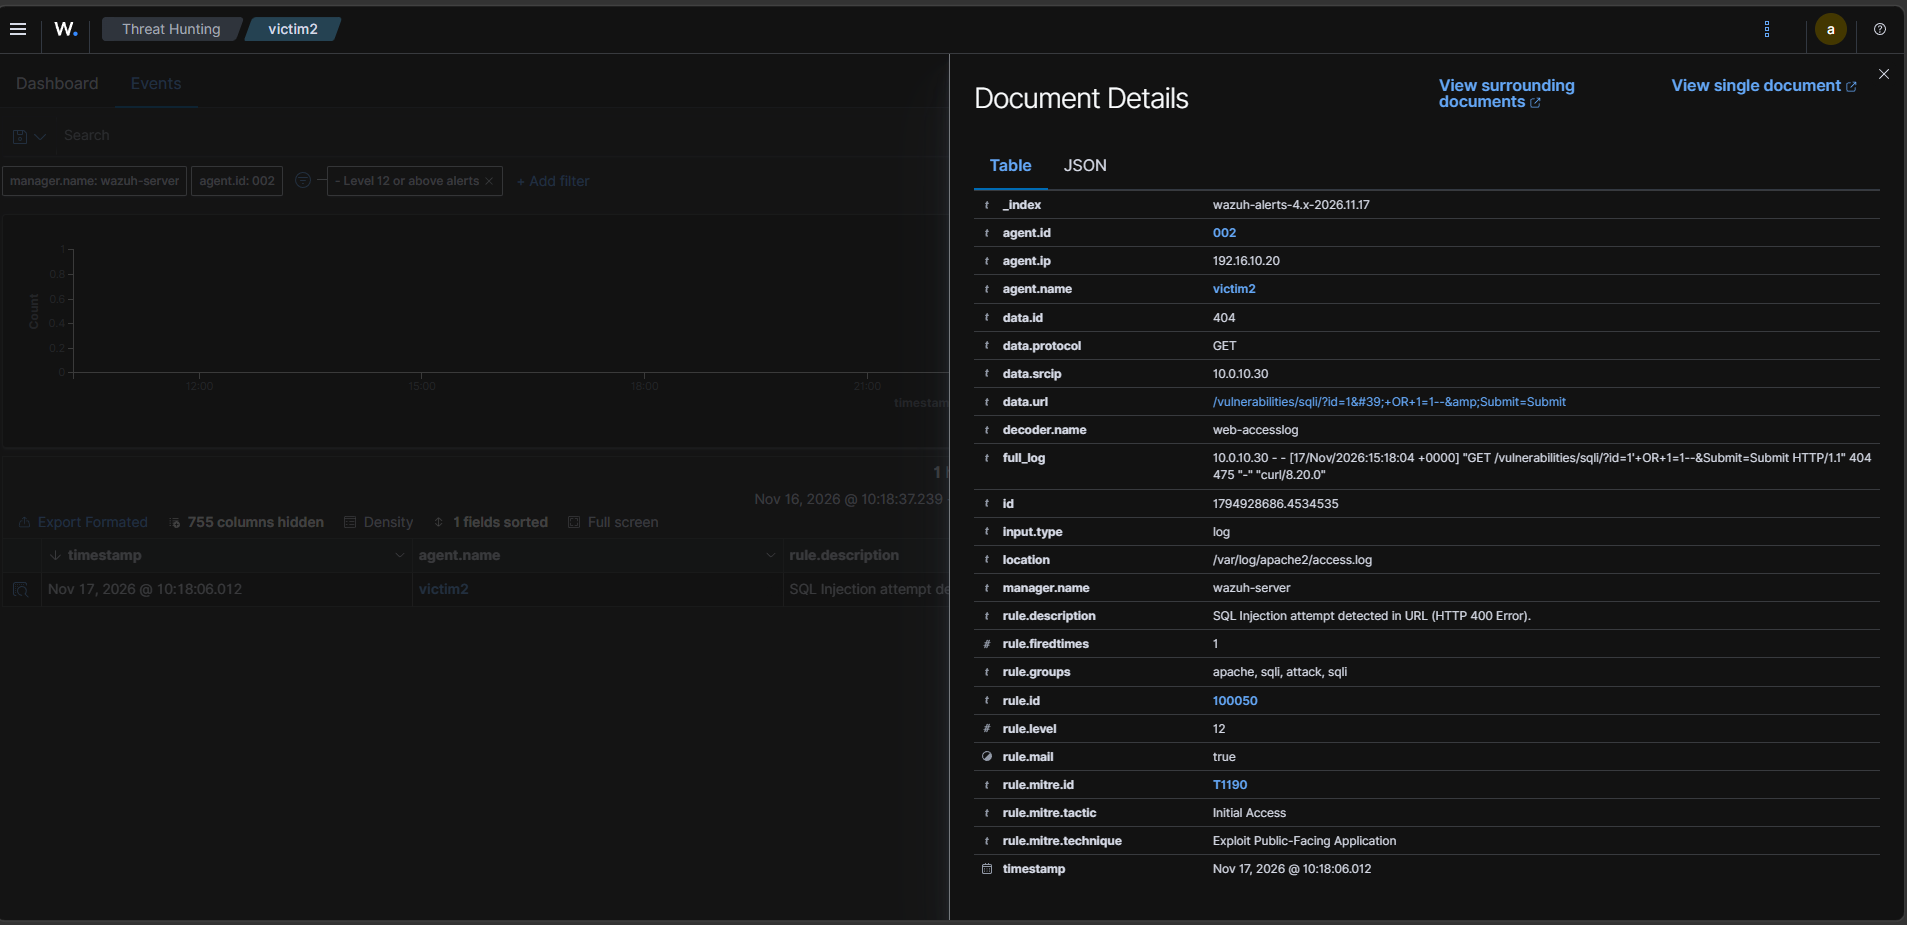 W.
Threat Hunting
victim2
a
Dashboard
Events
Search
manager.name: wazuh-server
agent.id: 002
- Level 12 or above alerts ×
+ Add filter
Count
1
0.8
0.6
0.4
0.2
0
12:00
15:00
18:00
21:00
timestam
1
Nov 16, 2026 @ 10:18:37.239
Export Formated
755 columns hidden
Density
1 fields sorted
Full screen
timestamp
agent.name
rule.description
Nov 17, 2026 @ 10:18:06.012
victim2
SQL Injection attempt de
Document Details
View surrounding
documents
View single document
Table
JSON
t _index wazuh-alerts-4.x-2026.11.17
t agent.id 002
t agent.ip 192.16.10.20
t agent.name victim2
t data.id 404
t data.protocol GET
t data.srcip 10.0.10.30
t data.url /vulnerabilities/sqli/?id=1&#39;+OR+1=1--&amp;Submit=Submit
t decoder.name web-accesslog
t full_log 10.0.10.30 - - [17/Nov/2026:15:18:04 +0000] "GET /vulnerabilities/sqli/?id=1'+OR+1=1--&Submit=Submit HTTP/1.1" 404
475 "-" "curl/8.20.0"
t id 1794928686.4534535
t input.type log
t location /var/log/apache2/access.log
t manager.name wazuh-server
t rule.description SQL Injection attempt detected in URL (HTTP 400 Error).
# rule.firedtimes 1
t rule.groups apache, sqli, attack, sqli
t rule.id 100050
# rule.level 12
rule.mail true
t rule.mitre.id T1190
t rule.mitre.tactic Initial Access
t rule.mitre.technique Exploit Public-Facing Application
timestamp Nov 17, 2026 @ 10:18:06.012